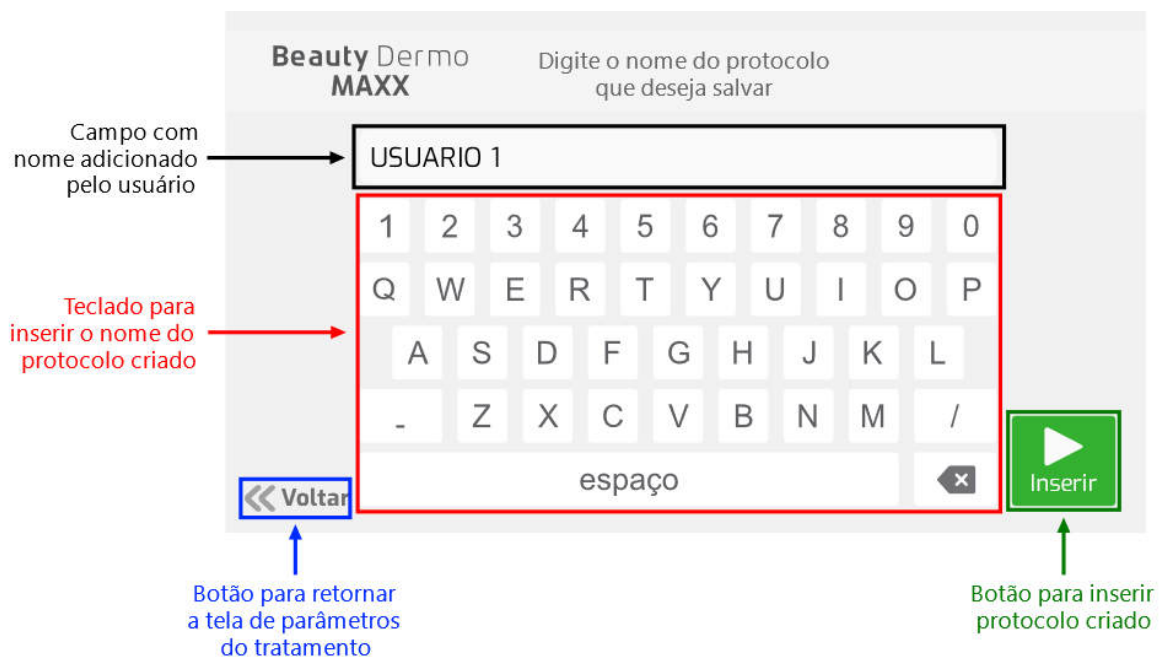 Beauty Dermo
MAXX
Digite o nome do protocolo
que deseja salvar
Campo com
nome adicionado
pelo usuário
USUARIO 1
1 2 3 4 5 6 7 8 9 0
Q W E R T Y U I O P
Teclado para
inserir o nome do
protocolo criado
A S D F G H J K L
- Z X C V B N M /
espaço
Voltar
Inserir
Botão para retornar
a tela de parâmetros
do tratamento
Botão para inserir
protocolo criado